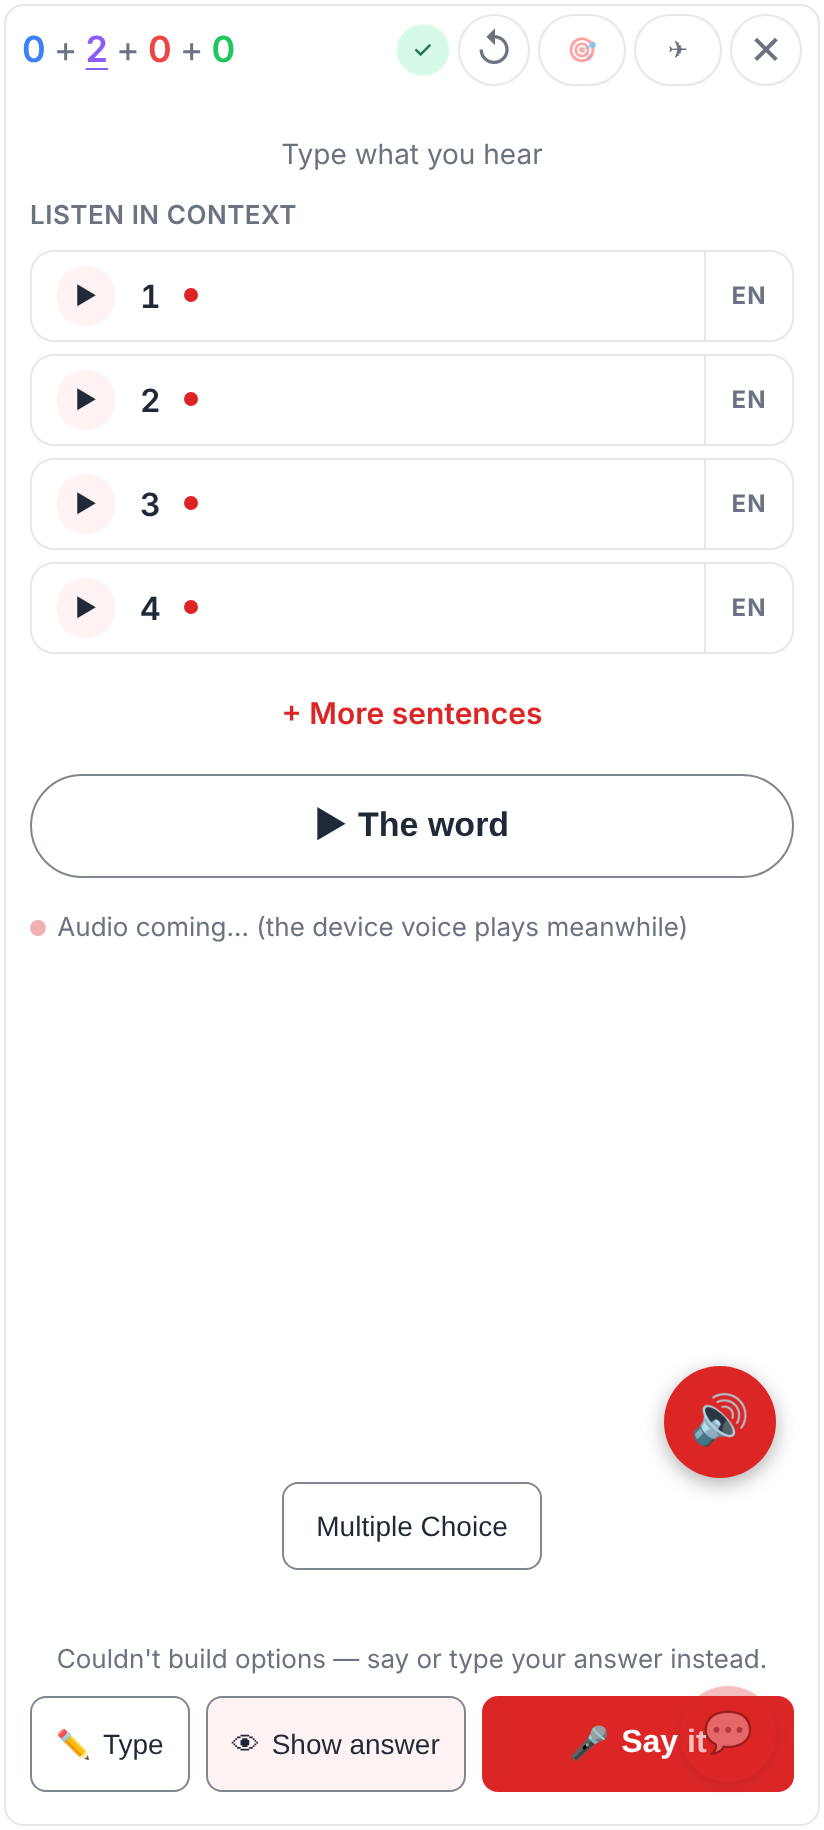 0 + 2 + 0 + 0
Type what you hear
LISTEN IN CONTEXT
1 EN
2 EN
3 EN
4 EN
+ More sentences
▶ The word
Audio coming... (the device voice plays meanwhile)
Multiple Choice
Couldn't build options — say or type your answer instead.
Type
Show answer
Say it